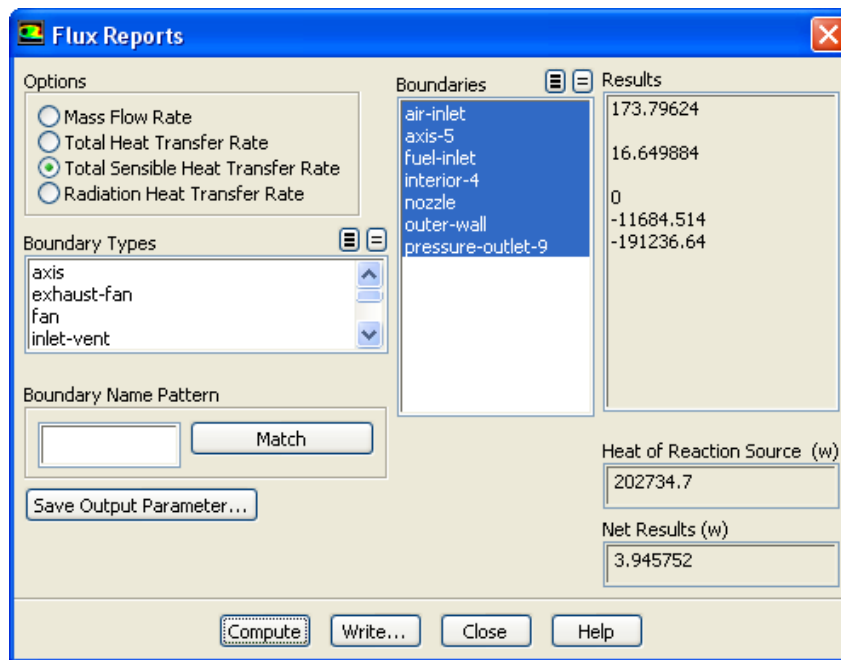 Flux Reports
Options
Mass Flow Rate
Total Heat Transfer Rate
Total Sensible Heat Transfer Rate
Radiation Heat Transfer Rate
Boundary Types
axis
exhaust-fan
fan
inlet-vent
Boundary Name Pattern
Match
Save Output Parameter...
Boundaries
air-inlet
axis-5
fuel-inlet
interior-4
nozzle
outer-wall
pressure-outlet-9
Results
173.79624
16.649884
0
-11684.514
-191236.64
Heat of Reaction Source (w)
202734.7
Net Results (w)
3.945752
Compute
Write...
Close
Help